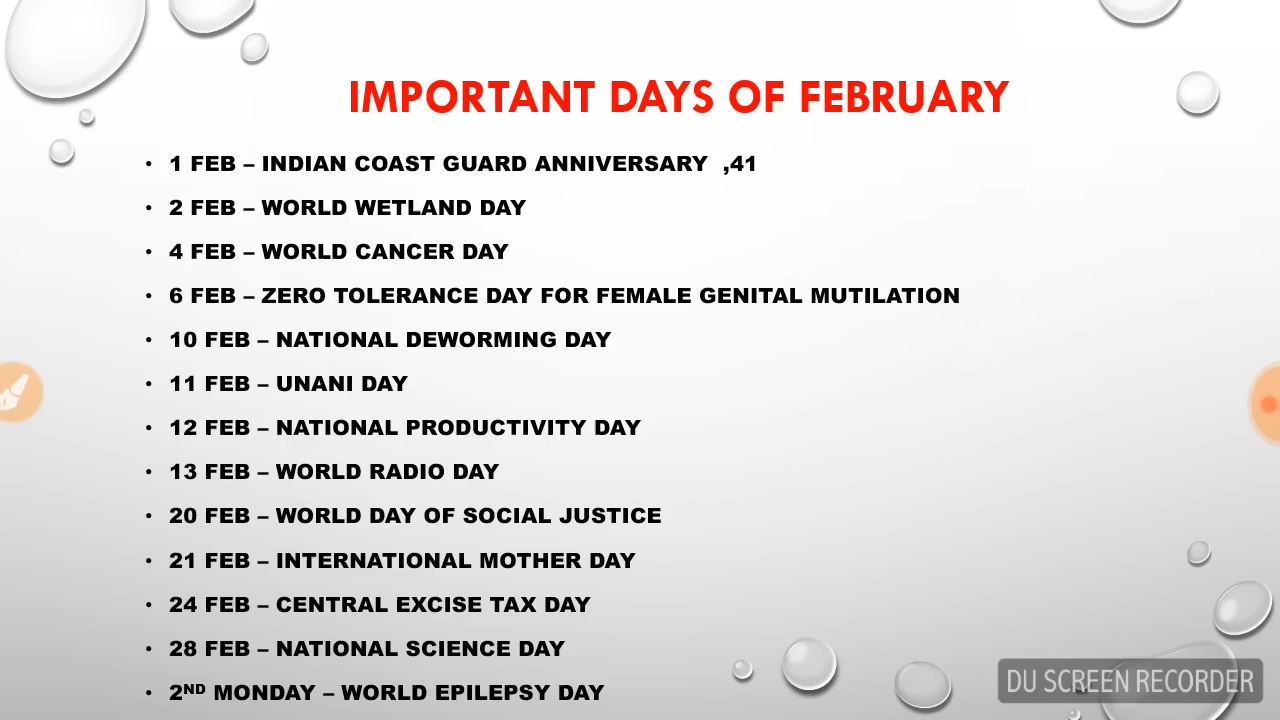 IMPORTANT DAYS OF FEBRUARY
• 1 FEB – INDIAN COAST GUARD ANNIVERSARY ,41
• 2 FEB – WORLD WETLAND DAY
• 4 FEB – WORLD CANCER DAY
• 6 FEB – ZERO TOLERANCE DAY FOR FEMALE GENITAL MUTILATION
• 10 FEB – NATIONAL DEWORMING DAY
• 11 FEB – UNANI DAY
• 12 FEB – NATIONAL PRODUCTIVITY DAY
• 13 FEB – WORLD RADIO DAY
• 20 FEB – WORLD DAY OF SOCIAL JUSTICE
• 21 FEB – INTERNATIONAL MOTHER DAY
• 24 FEB – CENTRAL EXCISE TAX DAY
• 28 FEB – NATIONAL SCIENCE DAY
• 2ND MONDAY – WORLD EPILEPSY DAY
DU SCREEN RECORDER